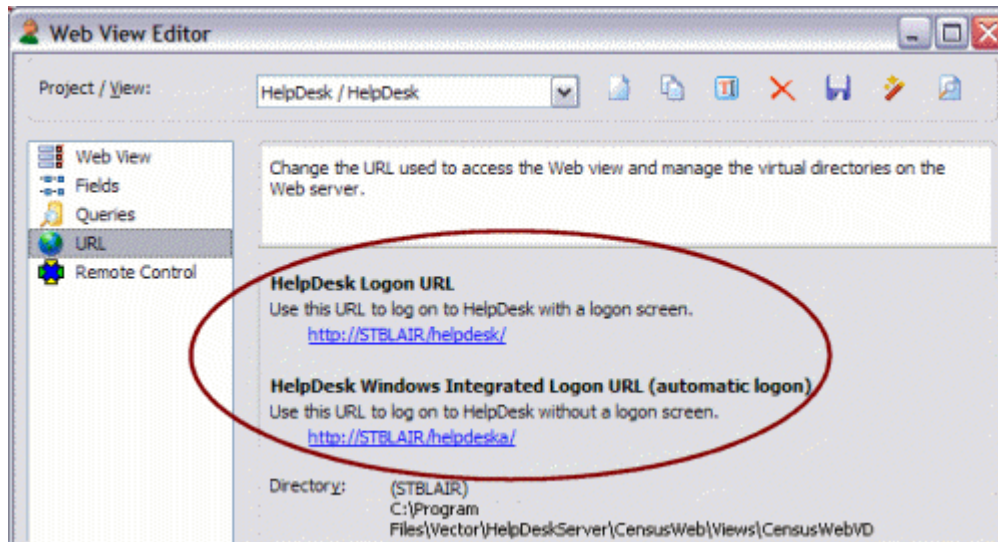 Web View Editor
Project / View:
HelpDesk / HelpDesk
Web View
Fields
Queries
URL
Remote Control
Change the URL used to access the Web view and manage the virtual directories on the
Web server.
HelpDesk Logon URL
Use this URL to log on to HelpDesk with a logon screen.
http://STBLAIR/helpdesk/
HelpDesk Windows Integrated Logon URL (automatic logon)
Use this URL to log on to HelpDesk without a logon screen.
http://STBLAIR/helpdeska/
Directory:
(STBLAIR)
C:\Program
Files\Vector\HelpDeskServer\CensusWeb\Views\CensusWebVD